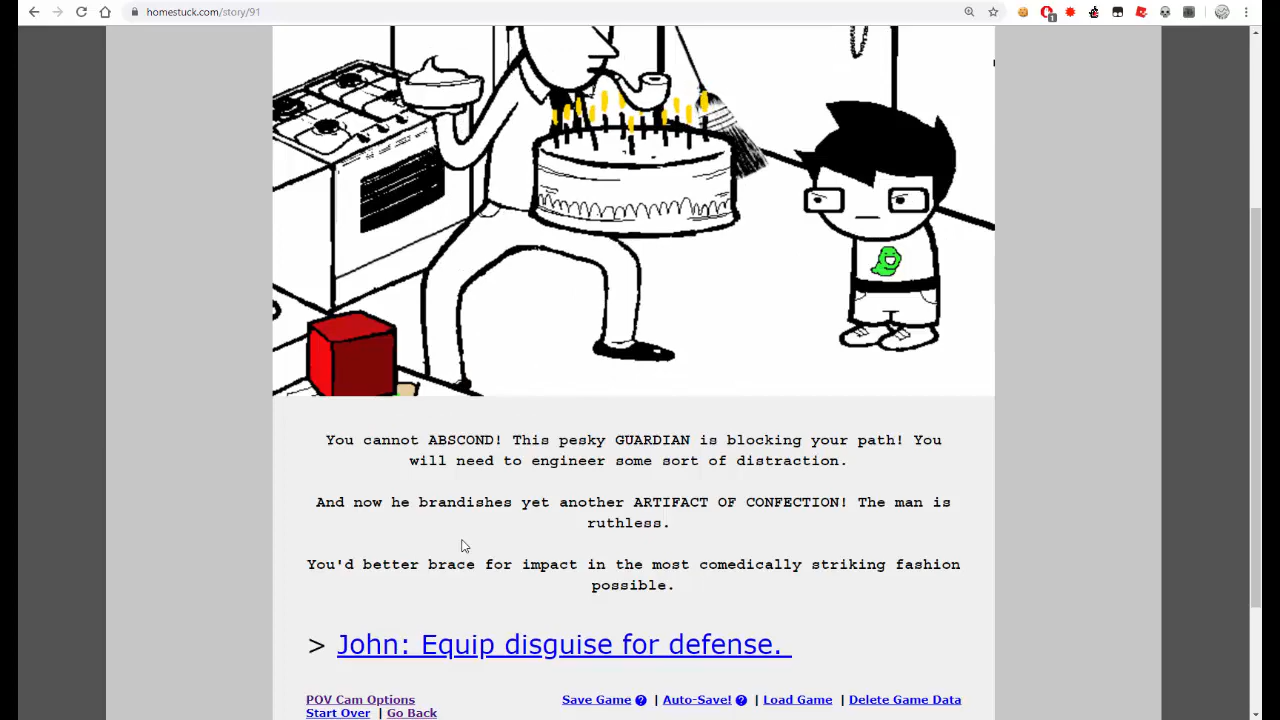 homestuck.com/story/91
1
You cannot ABSCOND! This pesky GUARDIAN is blocking your path! You
will need to engineer some sort of distraction.
And now he brandishes yet another ARTIFACT OF CONFECTION! The man is
ruthless.
You'd better brace for impact in the most comedically striking fashion
possible.
> John: Equip disguise for defense.
POV Cam Options Save Game ? | Auto-Save! ? | Load Game | Delete Game Data
Start Over | Go Back